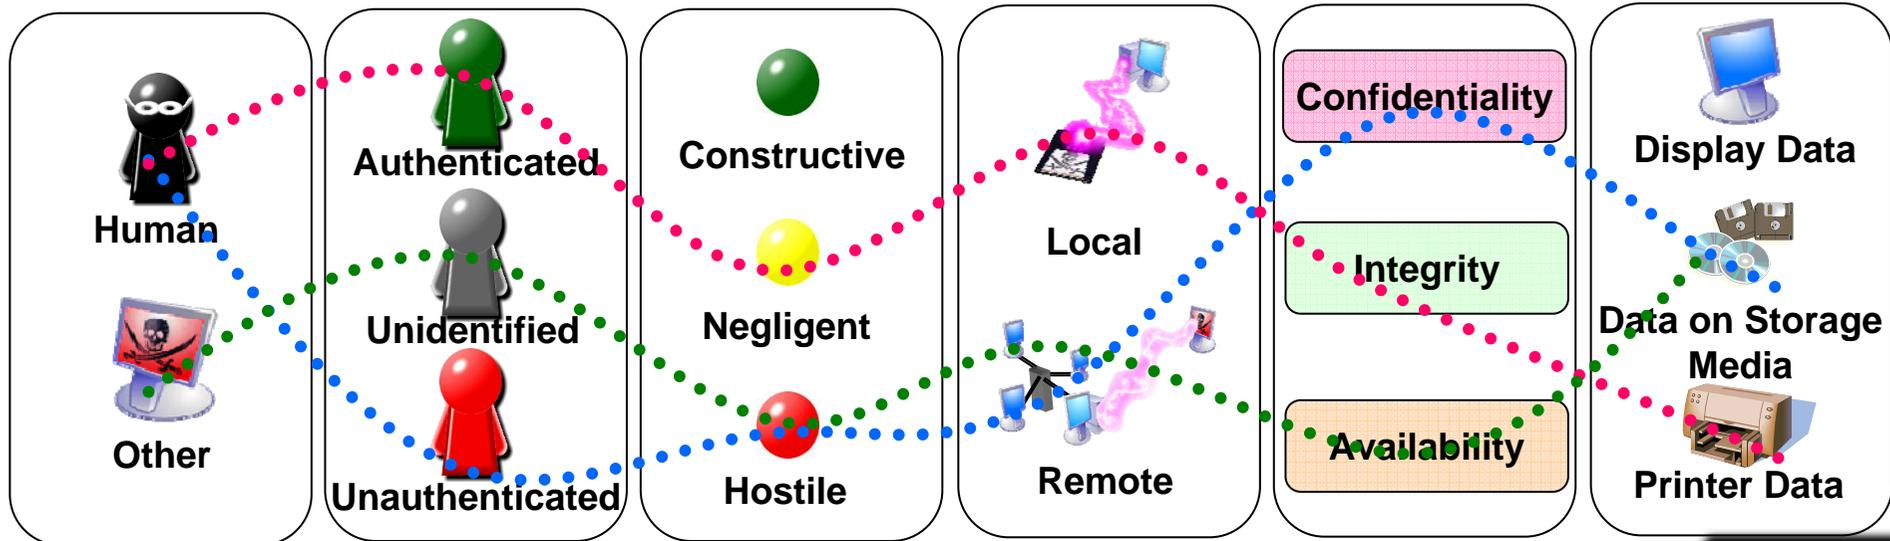 Human
Other
Authenticated
Unidentified
Unauthenticated
Constructive
Negligent
Hostile
Local
Remote
Confidentiality
Integrity
Availability
Display Data
Data on Storage
Media
Printer Data